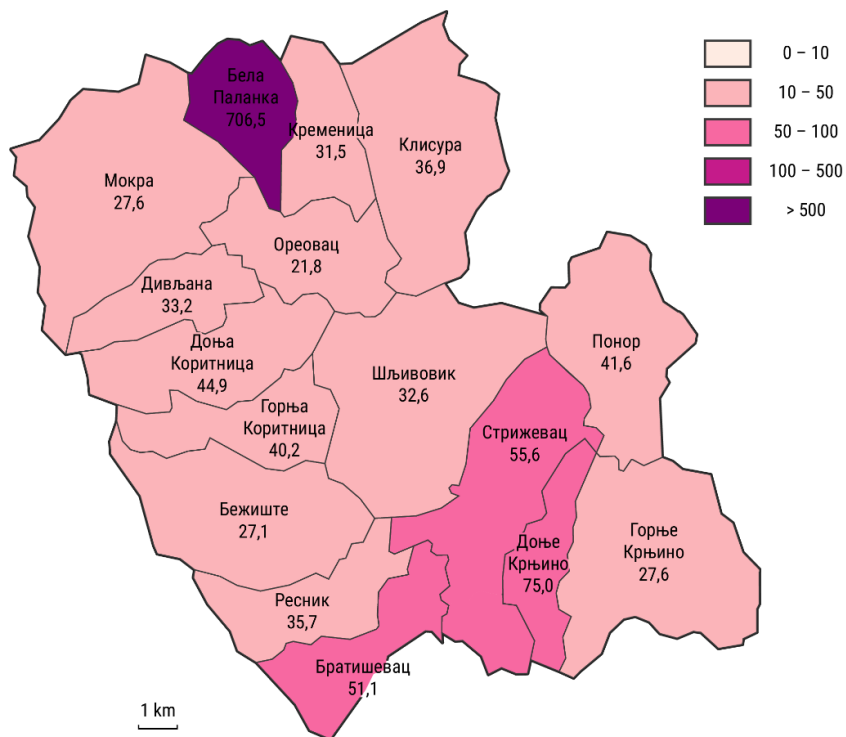 Бела
Паланка
706,5
Кременица
31,5
Клисура
36,9
0 – 10
10 – 50
50 – 100
100 – 500
> 500
Мокра
27,6
Ореовац
21,8
Дивљана
33,2
Доња
Коритница
44,9
Шљивовик
32,6
Понор
41,6
Горња
Коритница
40,2
Стрижевац
55,6
Бежиште
27,1
Доње
Крњино
75,0
Горње
Крњино
27,6
Ресник
35,7
Братишевац
51,1
1 km